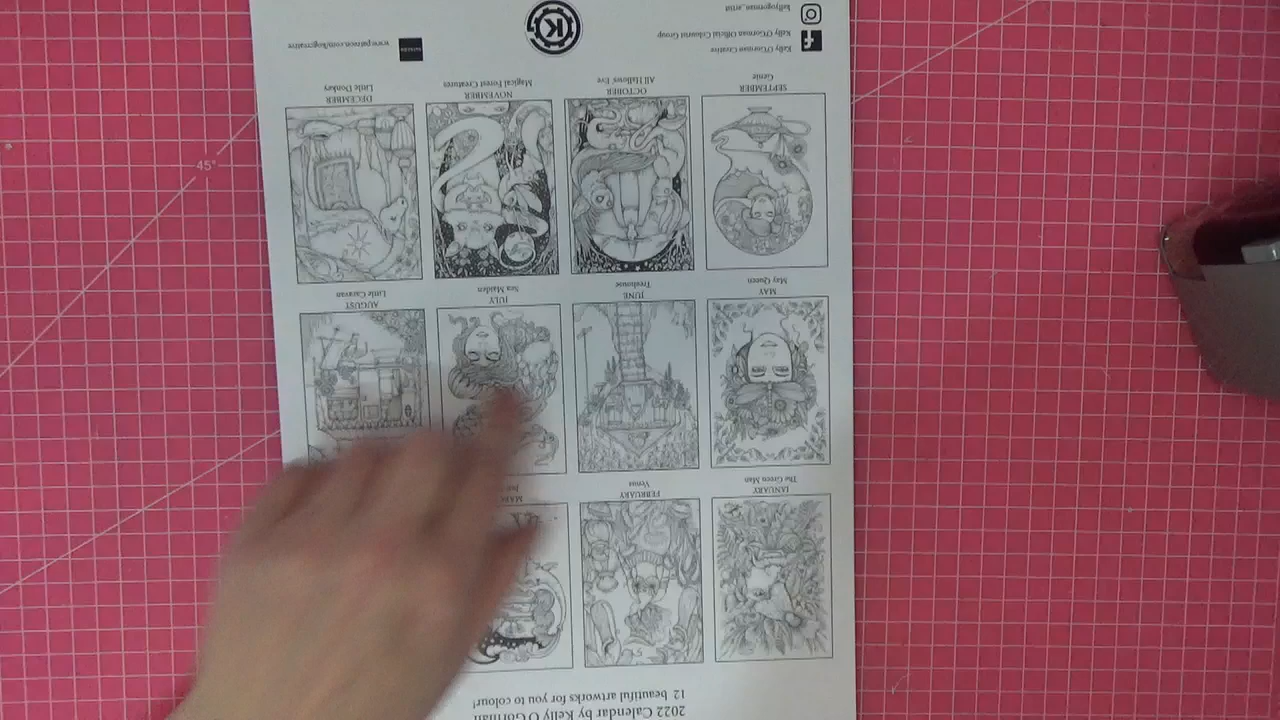 2022 Calendar by Kelly O'Gorman
12 beautiful artworks for you to colour!
JANUARY
The Green Man
FEBRUARY
Venus
MAY
May Queen
JUNE
Treehouse
JULY
Sea Maiden
AUGUST
Little Caravan
SEPTEMBER
Genie
OCTOBER
All Hallows' Eve
NOVEMBER
Magical Forest Creatures
DECEMBER
Little Donkey
Kelly O'Gorman Creative
Kelly O'Gorman Official Colourist Group
kellyogorman_artist
www.patreon.com/kogcreative
K
45°